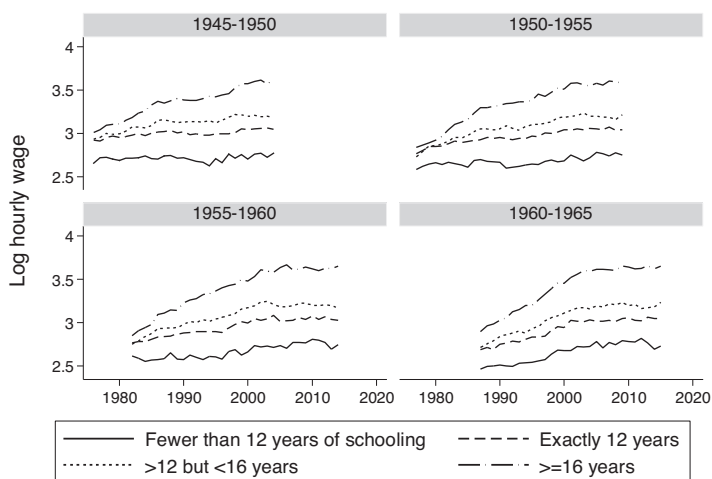 1945-1950 1950-1955
4
3.5
3
2.5
1955-1960 1960-1965
4
3.5
3
2.5
Log hourly wage
1980 1990 2000 2010 2020 1980 1990 2000 2010 2020
Fewer than 12 years of schooling Exactly 12 years
>12 but <16 years >=16 years